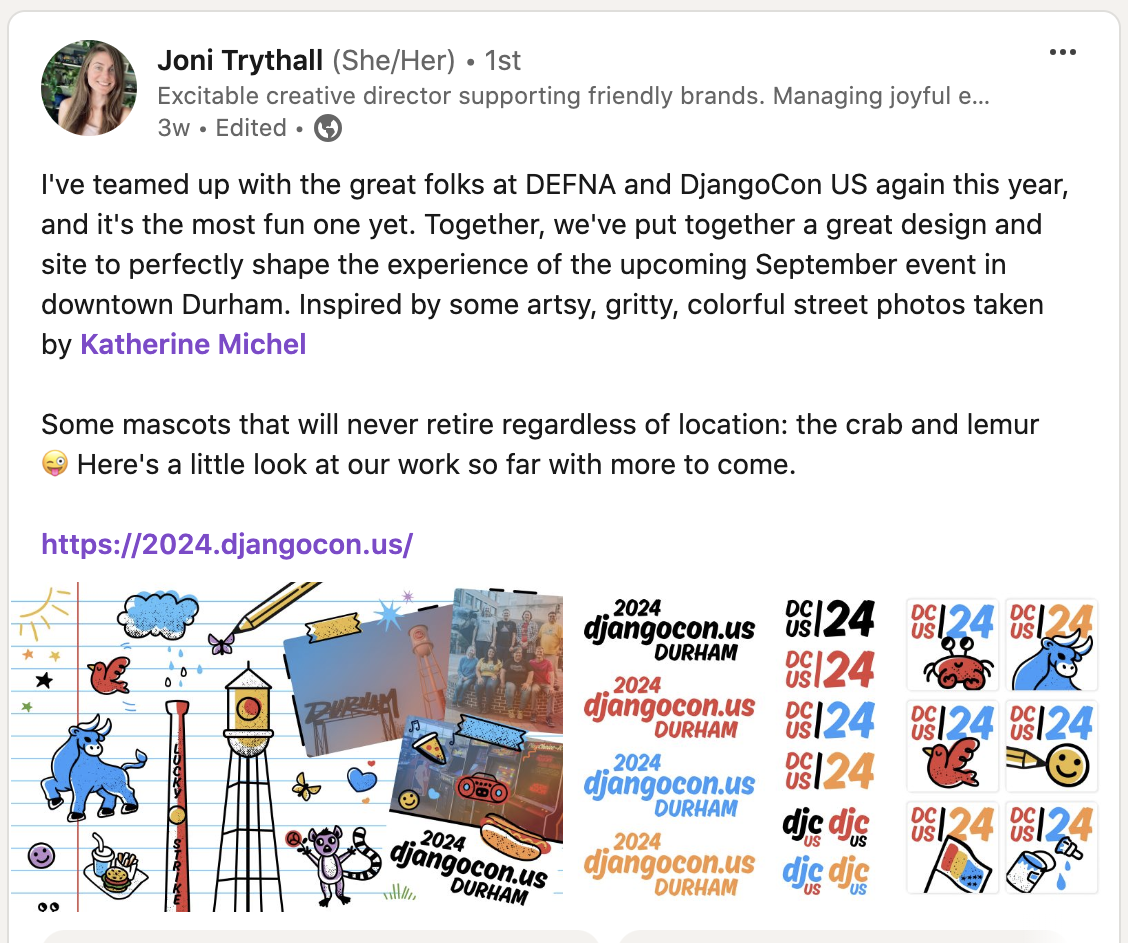 Joni Trythall (She/Her) • 1st
Excitable creative director supporting friendly brands. Managing joyful e...
3w • Edited •
I've teamed up with the great folks at DEFNA and DjangoCon US again this year,
and it's the most fun one yet. Together, we've put together a great design and
site to perfectly shape the experience of the upcoming September event in
downtown Durham. Inspired by some artsy, gritty, colorful street photos taken
by Katherine Michel
Some mascots that will never retire regardless of location: the crab and lemur
😜 Here's a little look at our work so far with more to come.
https://2024.djangocon.us/
LUCKY STRIKE
DURHAM
2024
djangocon.us
DURHAM
2024
djangocon.us
DURHAM
2024
djangocon.us
DURHAM
2024
djangocon.us
DURHAM
2024
djangocon.us
DURHAM
DC US|24
DC US|24
DC US|24
DC US|24
djc us djc us
djc us djc us
DC US|24 DC US|24
DC US|24 DC US|24
DC US|24 DC US|24